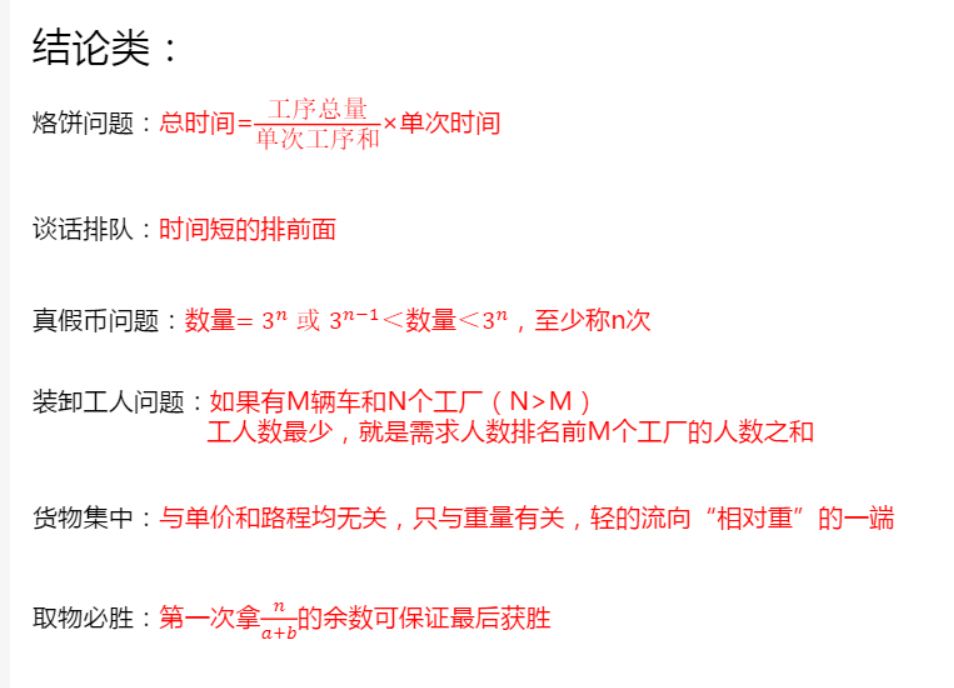 结论类：
烙饼问题：总时间=工序总量/单次工序和×单次时间
谈话排队：时间短的排前面
真假币问题：数量= 3ⁿ 或 3ⁿ⁻¹＜数量＜3ⁿ，至少称n次
装卸工人问题：如果有M辆车和N个工厂（N>M）
工人数最少，就是需求人数排名前M个工厂的人数之和
货物集中：与单价和路程均无关，只与重量有关，轻的流向“相对重”的一端
取物必胜：第一次拿n/(a+b)的余数可保证最后获胜